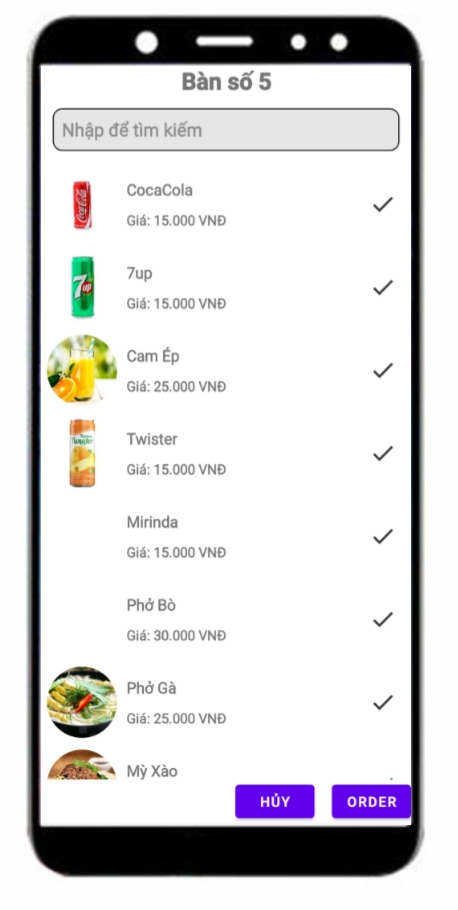 Bàn số 5
Nhập để tìm kiếm
CocaCola
Giá: 15.000 VNĐ
7up
Giá: 15.000 VNĐ
Cam Ép
Giá: 25.000 VNĐ
Twister
Giá: 15.000 VNĐ
Mirinda
Giá: 15.000 VNĐ
Phở Bò
Giá: 30.000 VNĐ
Phở Gà
Giá: 25.000 VNĐ
Mỳ Xào
HỦY ORDER